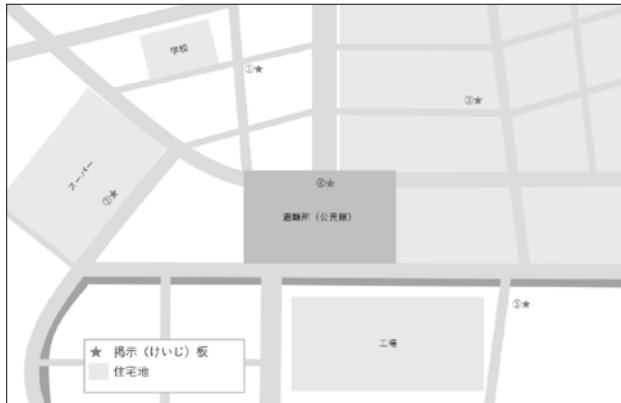 学校
①★
③★
スーパー
②★
④★
避難所（公民館）
⑤★
工場
★ 掲示（けいじ）板
住宅地